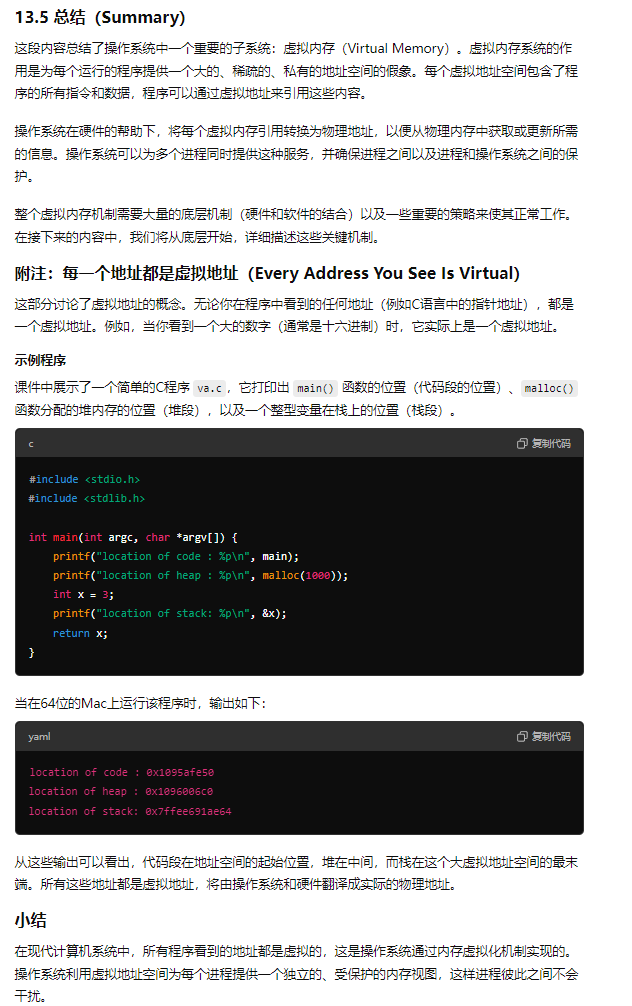 13.5 总结（Summary）
这段内容总结了操作系统中一个重要的子系统：虚拟内存（Virtual Memory）。虚拟内存系统的作
用是为每个运行的程序提供一个大的、稀疏的、私有的地址空间的假象。每个虚拟地址空间包含了程
序的所有指令和数据，程序可以通过虚拟地址来引用这些内容。
操作系统在硬件的帮助下，将每个虚拟内存引用转换为物理地址，以便从物理内存中获取或更新所需
的信息。操作系统可以为多个进程同时提供这种服务，并确保进程之间以及进程和操作系统之间的保
护。
整个虚拟内存机制需要大量的底层机制（硬件和软件的结合）以及一些重要的策略来使其正常工作。
在接下来的内容中，我们将从底层开始，详细描述这些关键机制。
附注：每一个地址都是虚拟地址（Every Address You See Is Virtual）
这部分讨论了虚拟地址的概念。无论你在程序中看到的任何地址（例如C语言中的指针地址），都是
一个虚拟地址。例如，当你看到一个大的数字（通常是十六进制）时，它实际上是一个虚拟地址。
示例程序
课件中展示了一个简单的C程序 va.c，它打印出 main() 函数的位置（代码段的位置）、malloc()
函数分配的堆内存的位置（堆段），以及一个整型变量在栈上的位置（栈段）。
c 复制代码
#include <stdio.h>
#include <stdlib.h>
int main(int argc, char *argv[]) {
    printf("location of code : %p\n", main);
    printf("location of heap : %p\n", malloc(1000));
    int x = 3;
    printf("location of stack: %p\n", &x);
    return x;
}
当在64位的Mac上运行该程序时，输出如下：
yaml 复制代码
location of code : 0x1095afe50
location of heap : 0x1096006c0
location of stack: 0x7ffee691ae64
从这些输出可以看出，代码段在地址空间的起始位置，堆在中间，而栈在这个大虚拟地址空间的最末
端。所有这些地址都是虚拟地址，将由操作系统和硬件翻译成实际的物理地址。
小结
在现代计算机系统中，所有程序看到的地址都是虚拟的，这是操作系统通过内存虚拟化机制实现的。
操作系统利用虚拟地址空间为每个进程提供一个独立的、受保护的内存视图，这样进程彼此之间不会
干扰。